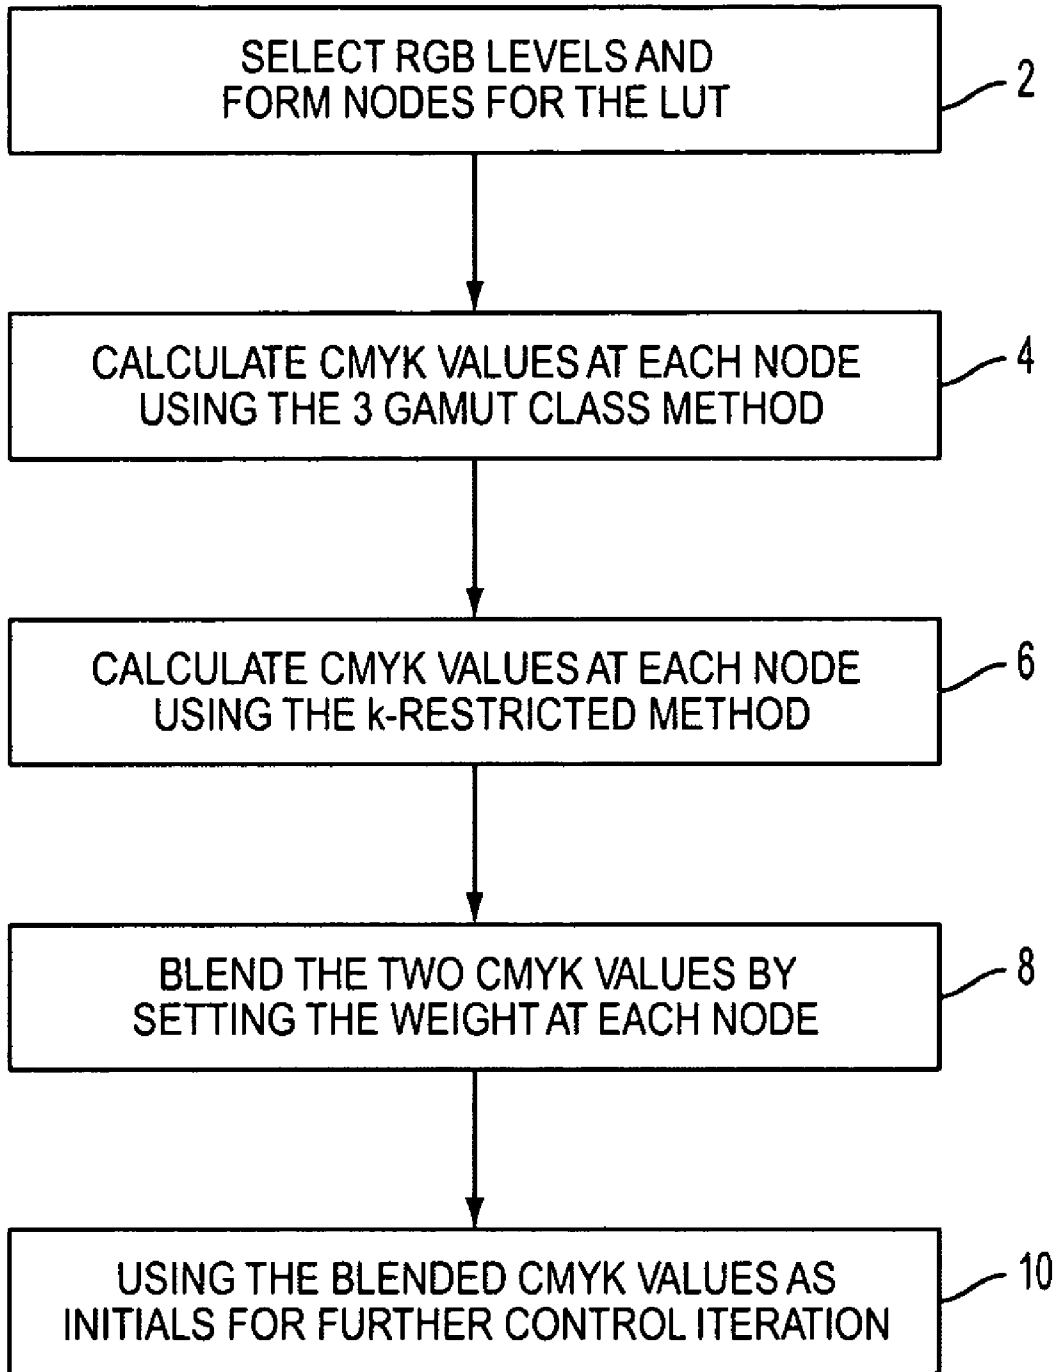 SELECT RGB LEVELS AND
FORM NODES FOR THE LUT
2
CALCULATE CMYK VALUES AT EACH NODE
USING THE 3 GAMUT CLASS METHOD
4
CALCULATE CMYK VALUES AT EACH NODE
USING THE k-RESTRICTED METHOD
6
BLEND THE TWO CMYK VALUES BY
SETTING THE WEIGHT AT EACH NODE
8
USING THE BLENDED CMYK VALUES AS
INITIALS FOR FURTHER CONTROL ITERATION
10